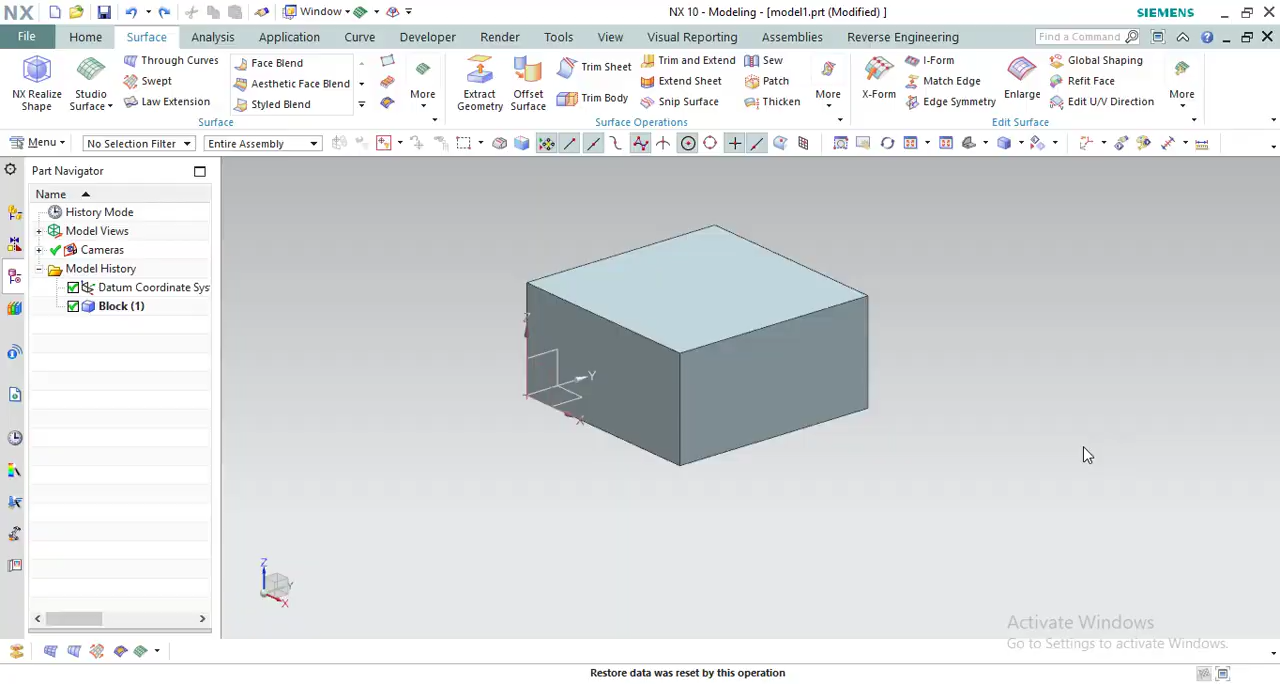 NX Window NX 10 - Modeling - [model1.prt (Modified) ] SIEMENS
File Home Surface Analysis Application Curve Developer Render Tools View Visual Reporting Assemblies Reverse Engineering Find a Command
Through Curves Face Blend Trim Sheet Trim and Extend Sew I-Form Global Shaping
Swept Aesthetic Face Blend Extract Sheet Patch Match Edge Refit Face
NX Realize Shape Studio Surface Law Extension Styled Blend More Extract Geometry Offset Surface Trim Body Snip Surface Thicken More X-Form Edge Symmetry Enlarge Edit U/V Direction More
Surface Surface Operations Edit Surface
Menu No Selection Filter Entire Assembly
Part Navigator
Name
History Mode
Model Views
Cameras
Model History
Datum Coordinate Sys
Block (1)
Z
Y
X
Z
Y
X
Activate Windows
Go to Settings to activate Windows.
Restore data was reset by this operation